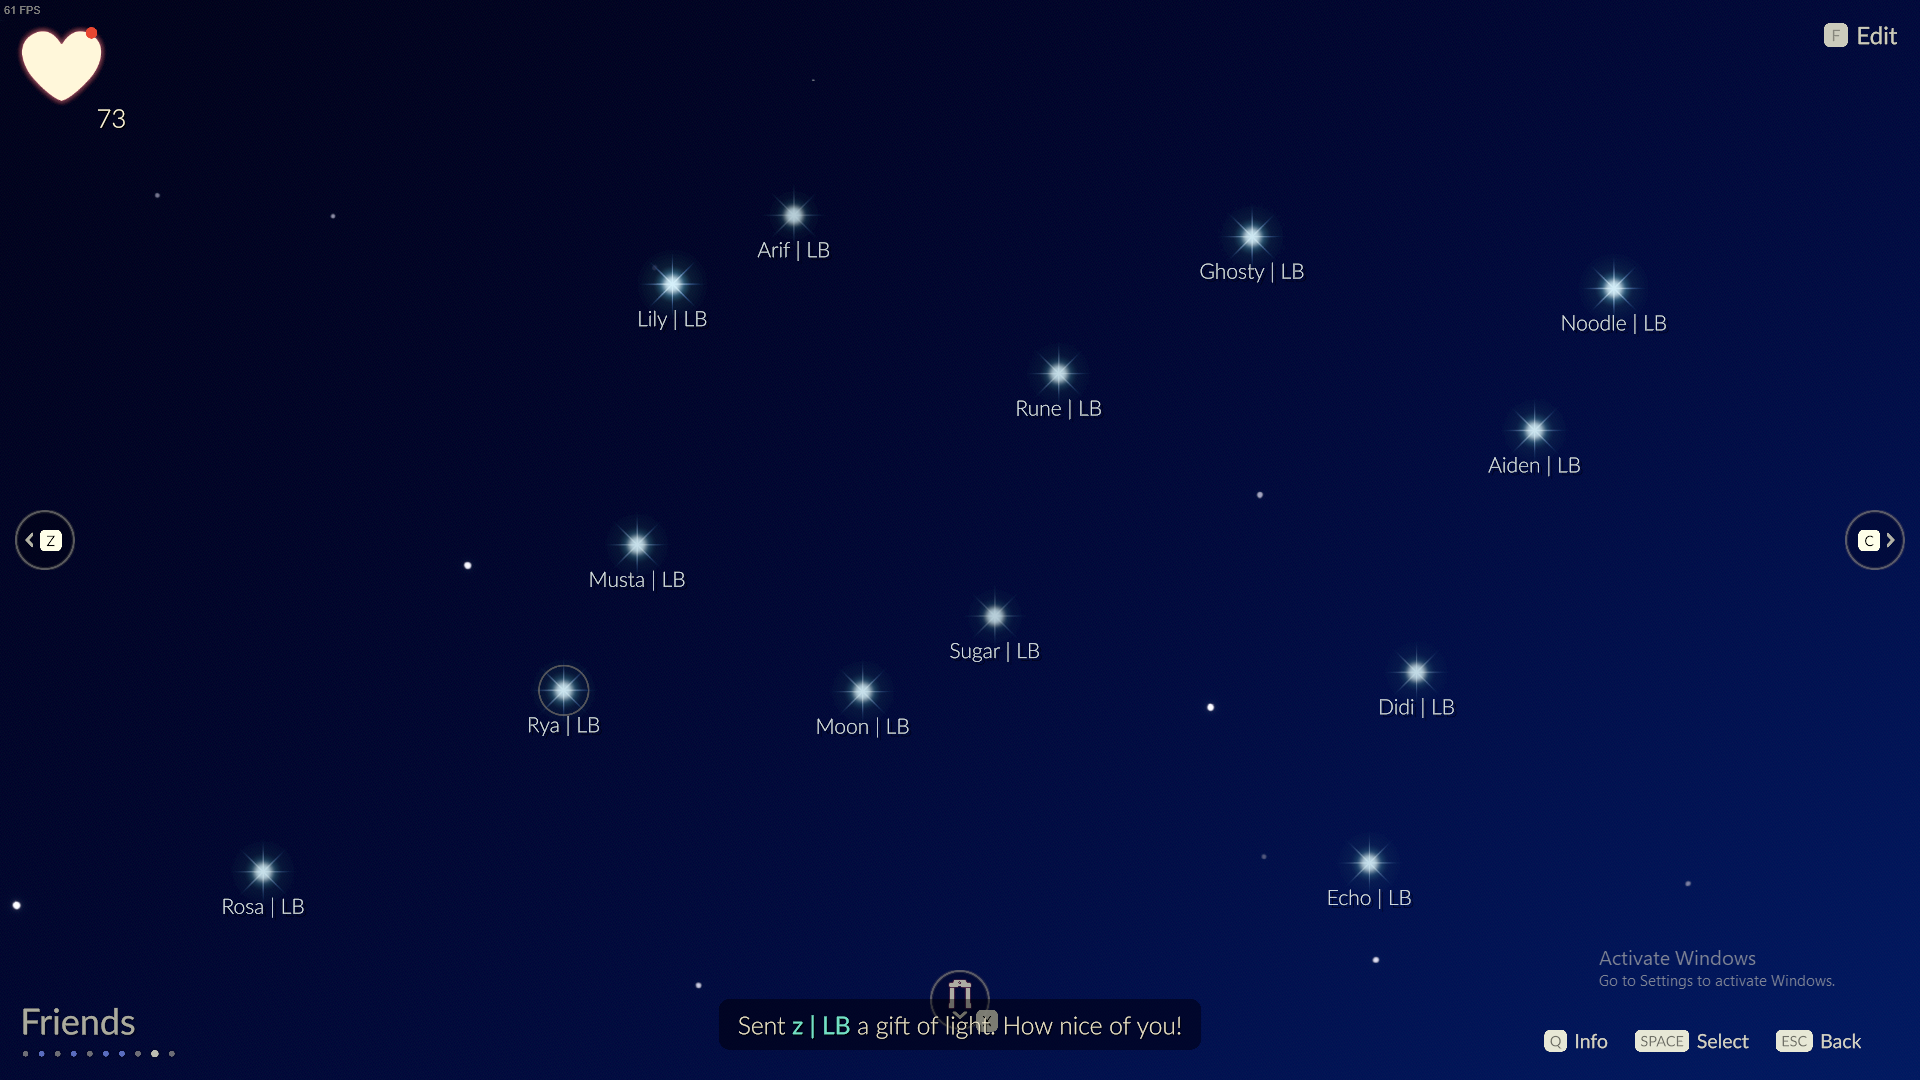 61 FPS
F Edit
73
Arif | LB
Ghosty | LB
Lily | LB
Noodle | LB
Rune | LB
Aiden | LB
Z
C
Musta | LB
Sugar | LB
Rya | LB
Moon | LB
Didi | LB
Rosa | LB
Echo | LB
Activate Windows
Go to Settings to activate Windows.
Friends
Sent z | LB a gift of light. How nice of you!
Q Info SPACE Select ESC Back